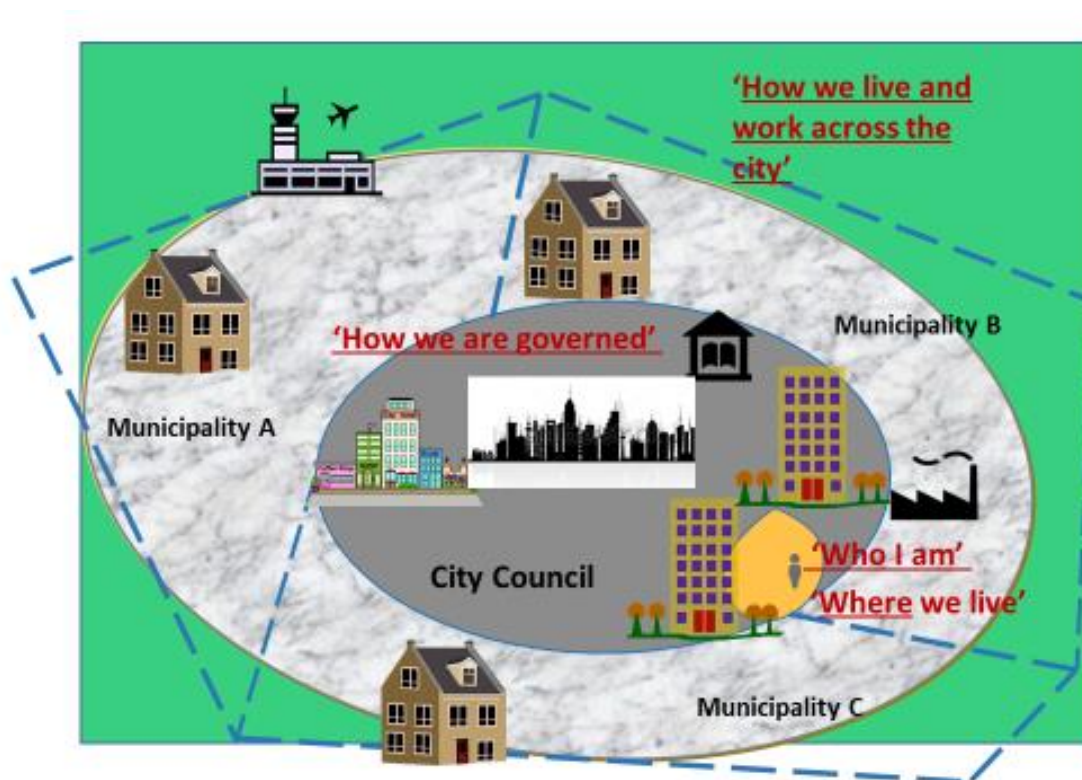 ‘How we live and
work across the
city’
‘How we are governed’
Municipality B
Municipality A
City Council
‘Who I am’
‘Where we live’
Municipality C